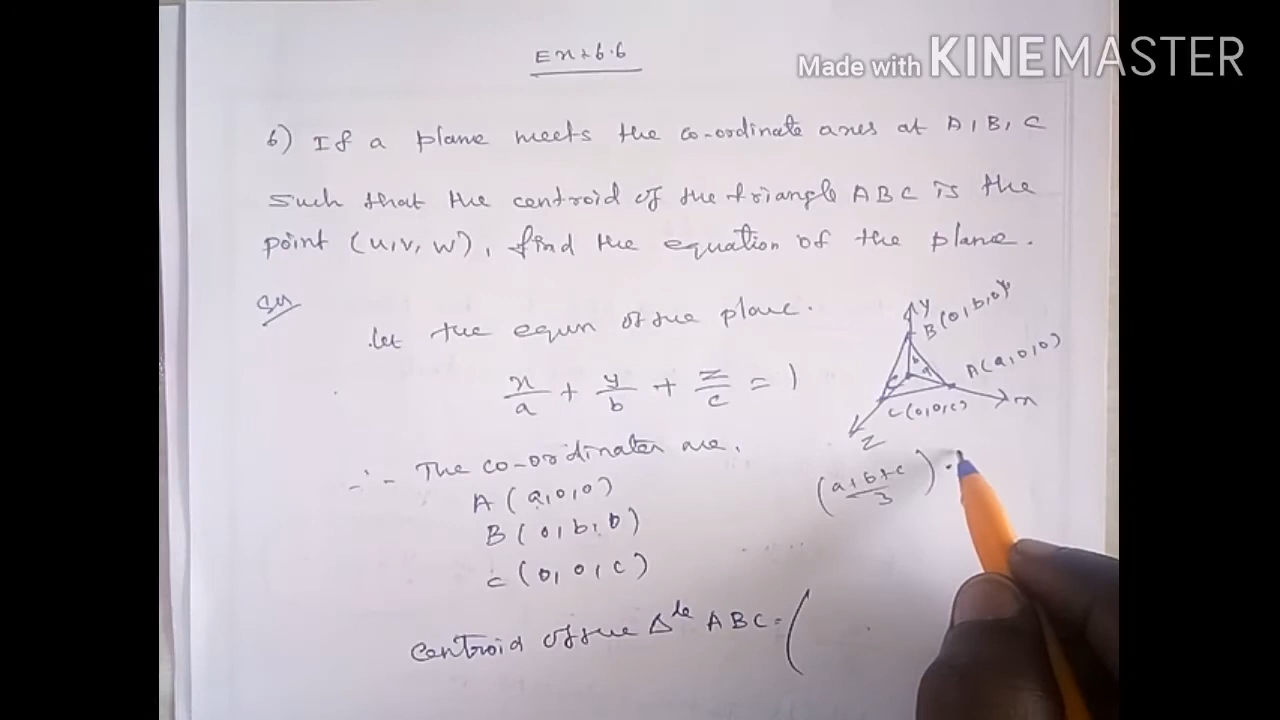 Made with KINEMASTER
Ex+ 6.6
6) If a plane meets the co-ordinate axes at A, B, C
such that the centroid of the triangle ABC is the
point (u, v, w), find the equation of the plane.
Let the equn of the plane.
x/a + y/b + z/c = 1
∴ The co-ordinates are.
A (a, 0, 0)
B (0, b, 0)
C (0, 0, c)
Centroid of the Δle ABC = (
y
B (0, b, 0)
A (a, 0, 0)
C (0, 0, c)
x
z
(a+b+c/3)